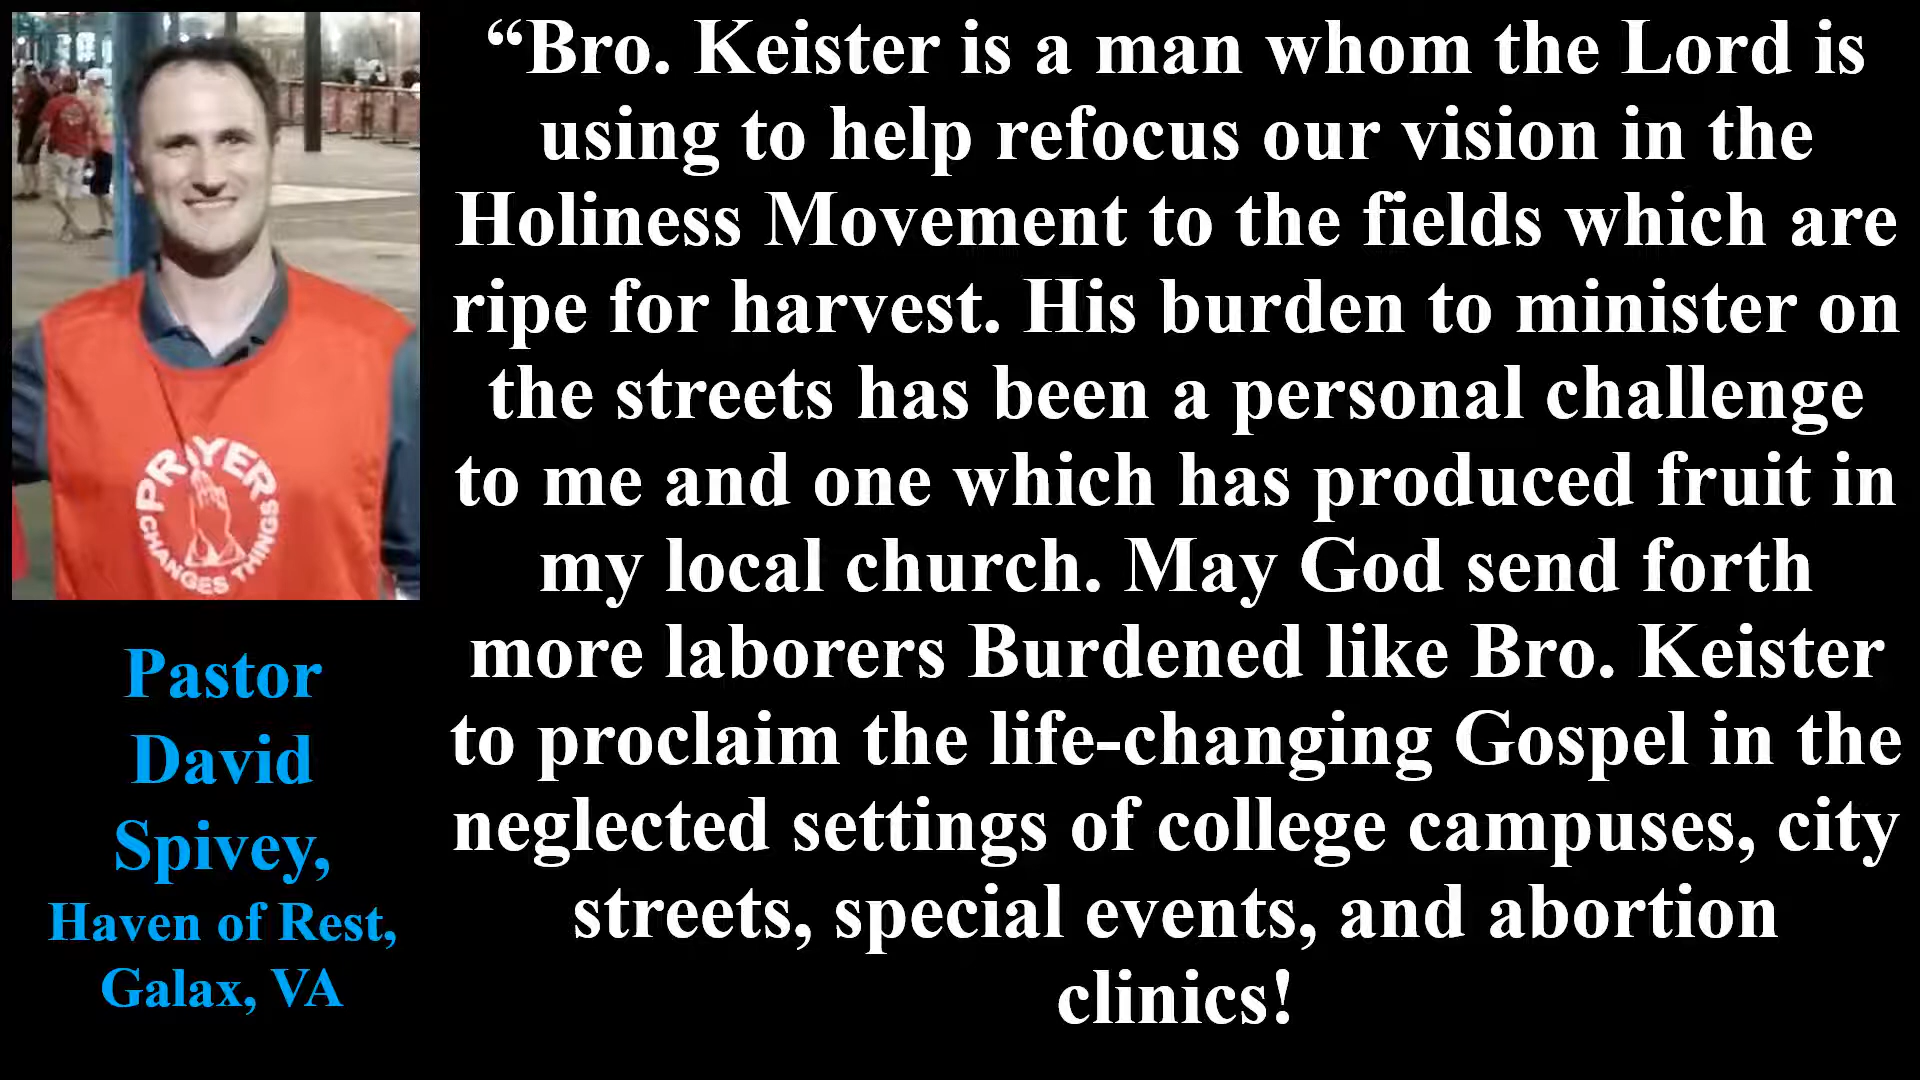 PRAYER
CHANGES THINGS
Pastor
David
Spivey,
Haven of Rest,
Galax, VA
“Bro. Keister is a man whom the Lord is
using to help refocus our vision in the
Holiness Movement to the fields which are
ripe for harvest. His burden to minister on
the streets has been a personal challenge
to me and one which has produced fruit in
my local church. May God send forth
more laborers Burdened like Bro. Keister
to proclaim the life-changing Gospel in the
neglected settings of college campuses, city
streets, special events, and abortion
clinics!